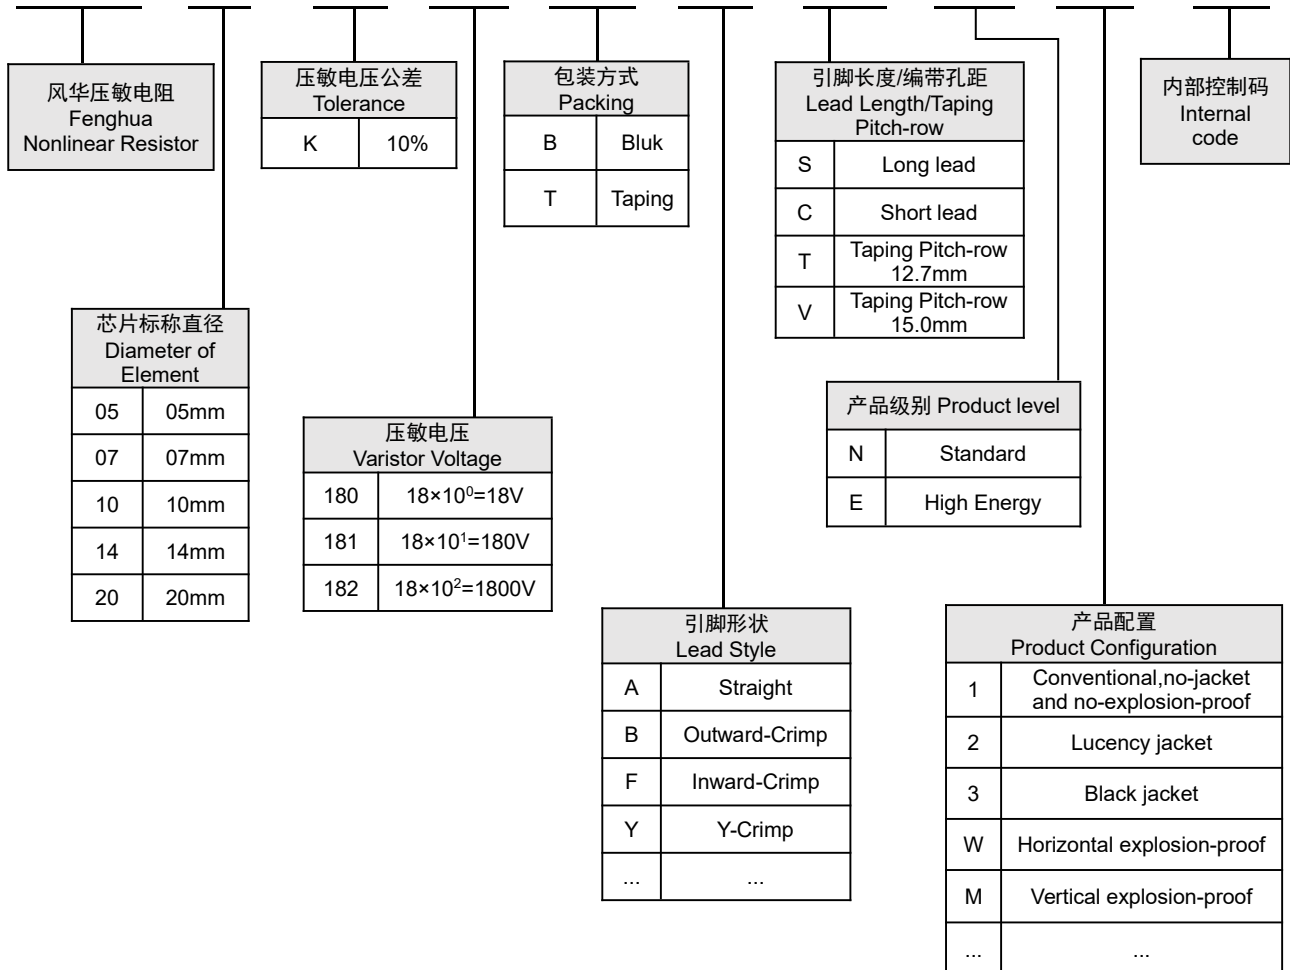 风华压敏电阻
Fenghua
Nonlinear Resistor
压敏电压公差
Tolerance
K 10%
包装方式
Packing
B Bluk
T Taping
引脚长度/编带孔距
Lead Length/Taping
Pitch-row
S Long lead
C Short lead
T Taping Pitch-row
12.7mm
V Taping Pitch-row
15.0mm
内部控制码
Internal
code
芯片标称直径
Diameter of
Element
05 05mm
07 07mm
10 10mm
14 14mm
20 20mm
压敏电压
Varistor Voltage
180 18×10⁰=18V
181 18×10¹=180V
182 18×10²=1800V
产品级别 Product level
N Standard
E High Energy
引脚形状
Lead Style
A Straight
B Outward-Crimp
F Inward-Crimp
Y Y-Crimp
... ...
产品配置
Product Configuration
1 Conventional,no-jacket
and no-explosion-proof
2 Lucency jacket
3 Black jacket
W Horizontal explosion-proof
M Vertical explosion-proof
... ...